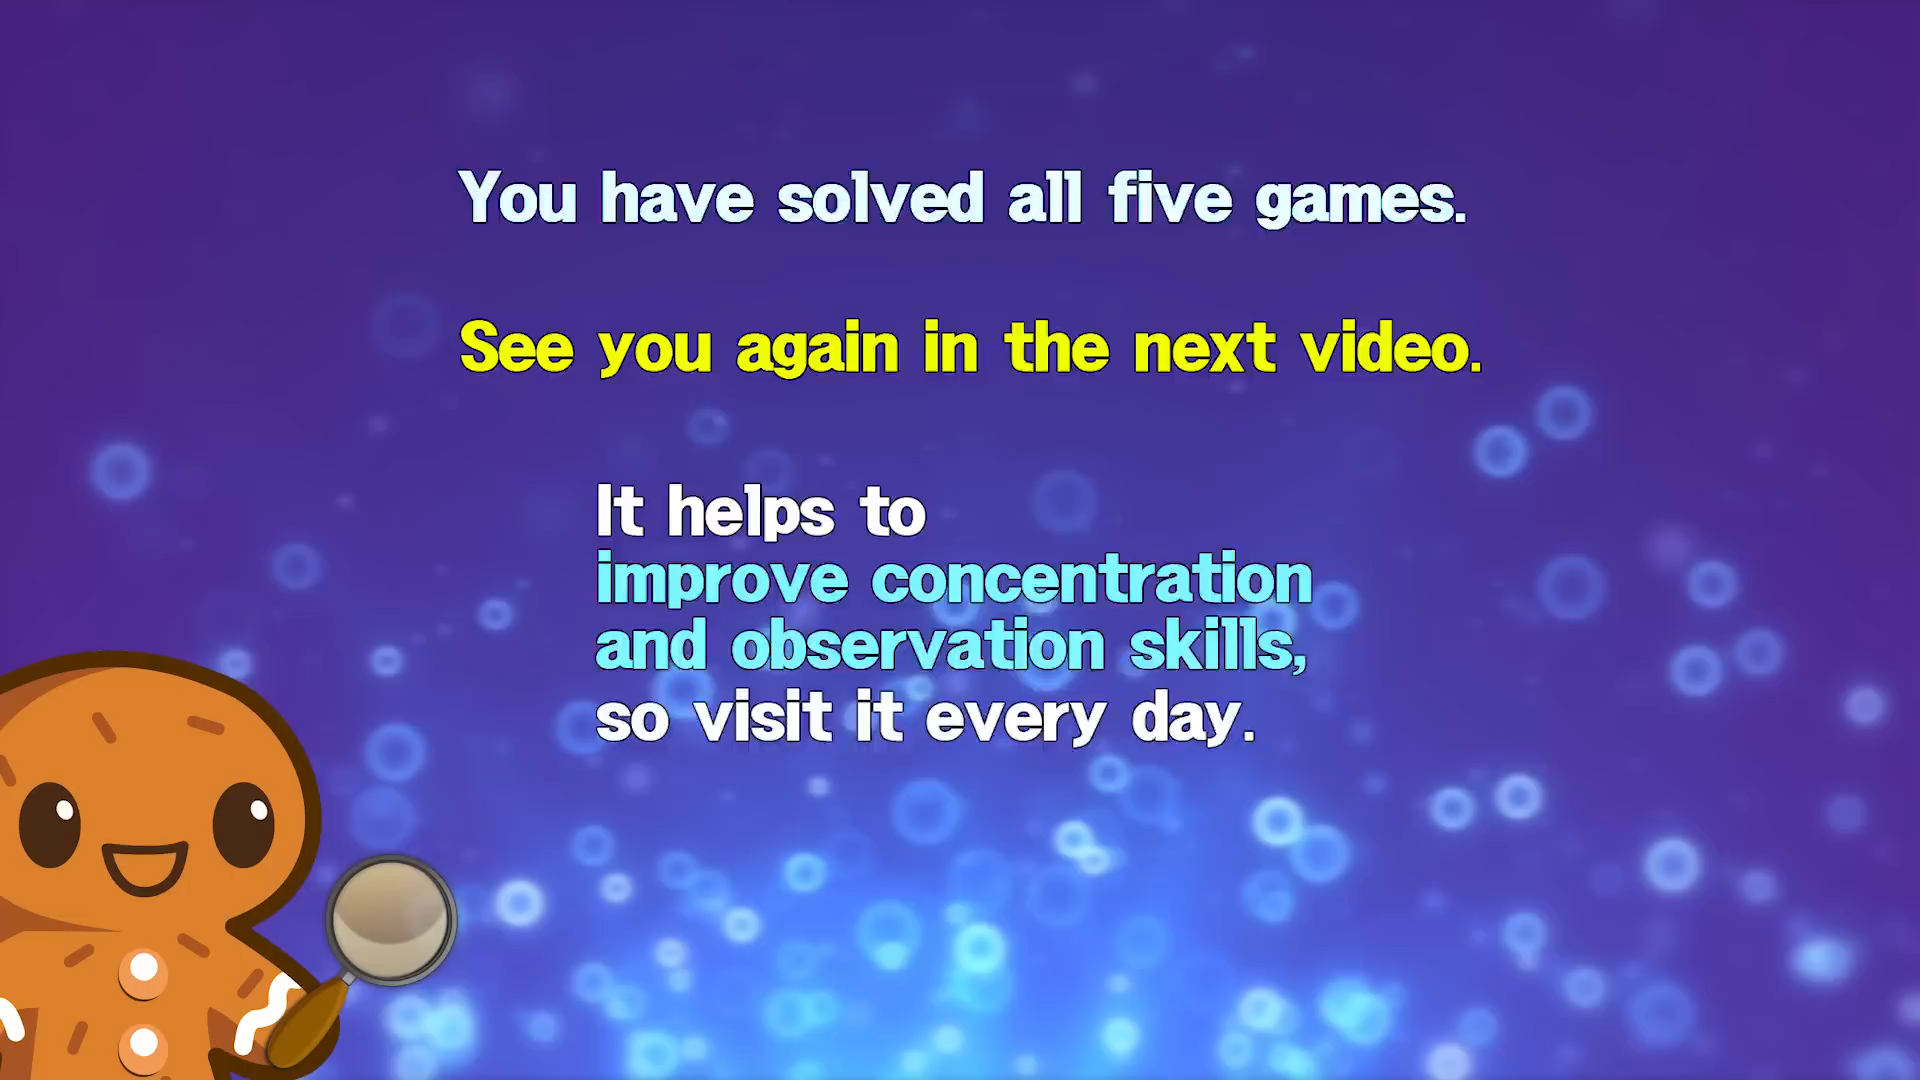 You have solved all five games.
See you again in the next video.
It helps to
improve concentration
and observation skills,
so visit it every day.